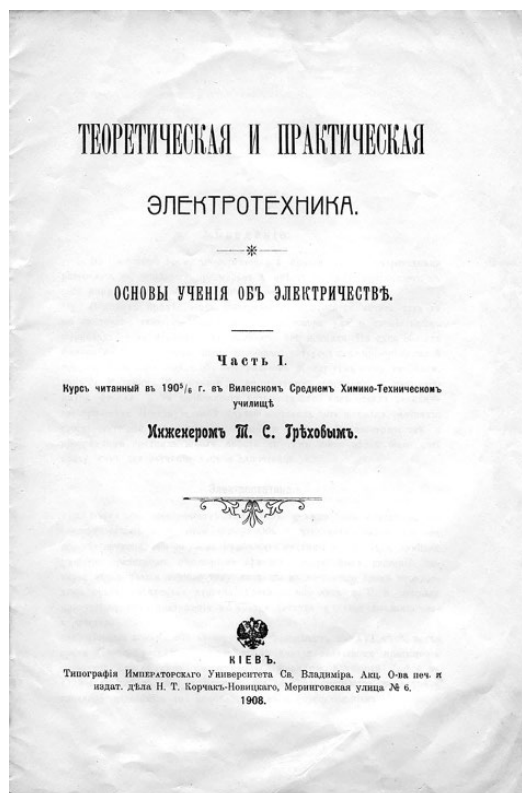 ТЕОРЕТИЧЕСКАЯ И ПРАКТИЧЕСКАЯ
ЭЛЕКТРОТЕХНИКА.
ОСНОВЫ УЧЕНІЯ ОБЪ ЭЛЕКТРИЧЕСТВѢ.
Часть I.
Курсъ читанный въ 190⁵/₆ г. въ Виленскомъ Среднемъ Химико-Техническомъ
училищѣ
Инженеромъ Т. С. Грѣховымъ.
КІЕВЪ.
Типографія Императорскаго Университета Св. Владиміра. Акц. О-ва печ. и
издат. дѣла Н. Т. Корчакъ-Новицкаго, Меринговская улица № 6.
1908.